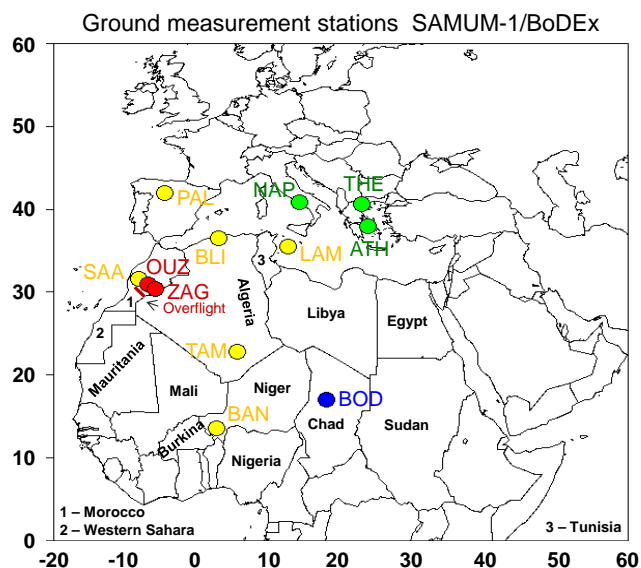 Ground measurement stations SAMUM-1/BoDEx
60
50
40
30
20
10
0
-20 -10 0 10 20 30 40 50 60
PAL
NAP
THE
ATH
BLI
LAM
SAA
OUZ
ZAG
Overflight
1
2
3
Algeria
Libya
Egypt
Mauritania
TAM
Mali
Niger
BAN
BOD
Chad
Sudan
Burkina
Nigeria
1 – Morocco
2 – Western Sahara
3 – Tunisia